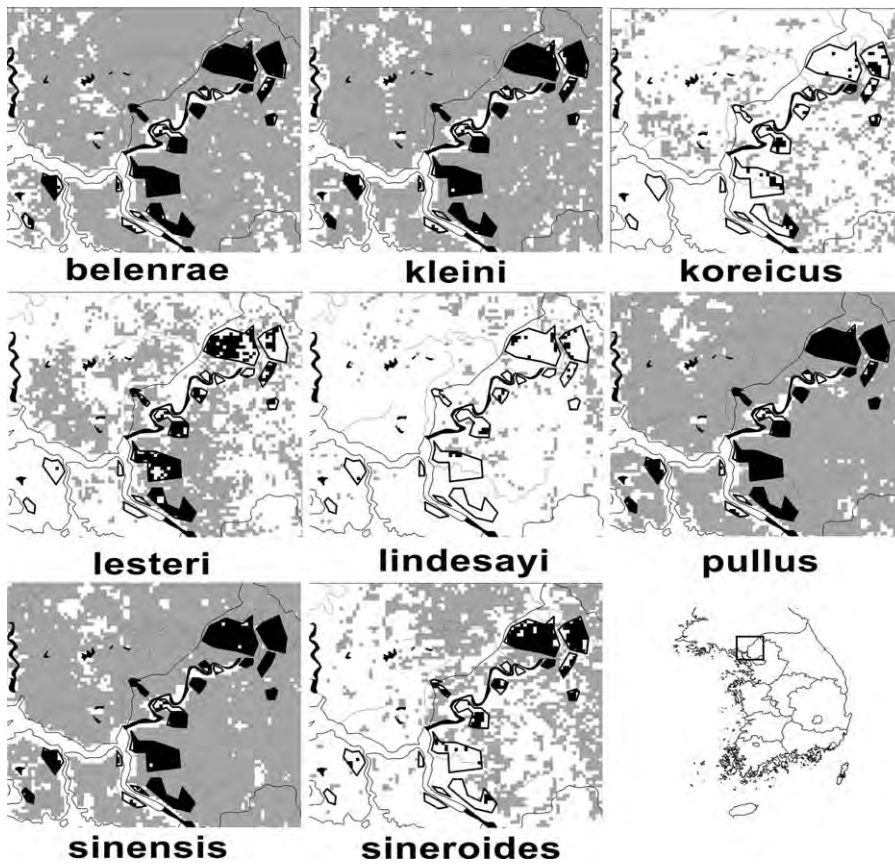 belenrae
kleini
koreicus
lesteri
lindesayi
pullus
sinensis
sineroides